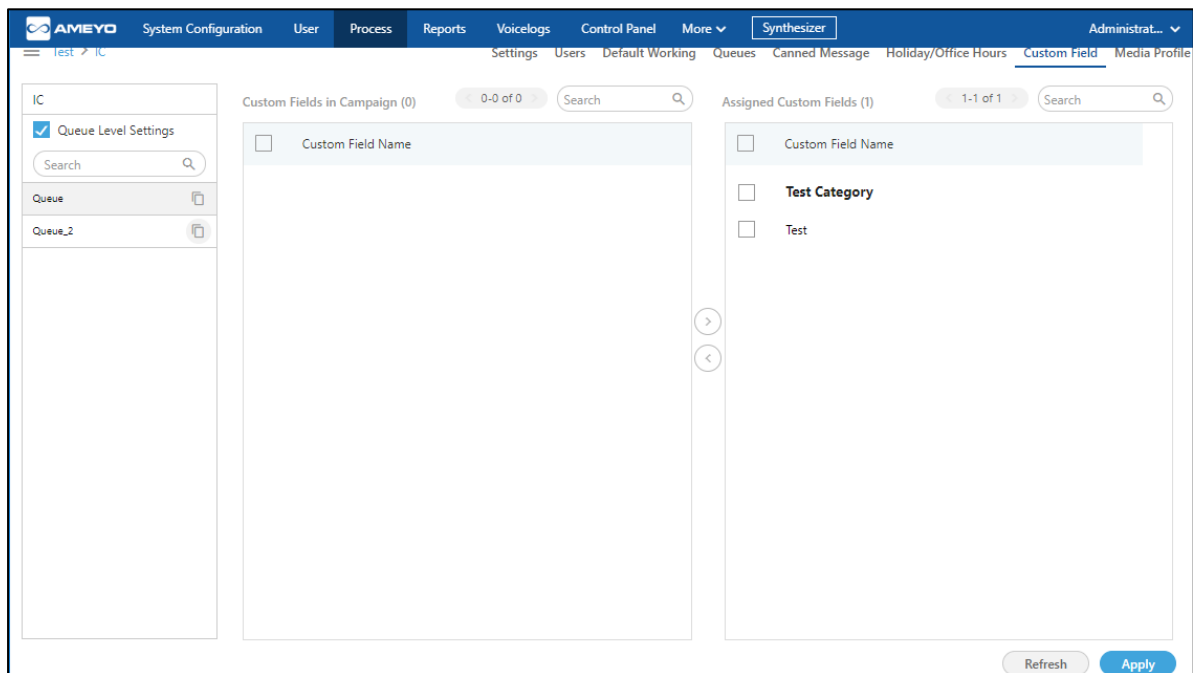 AMEYO System Configuration User Process Reports Voicelogs Control Panel More Synthesizer Administrat...
Test > IC Settings Users Default Working Queues Canned Message Holiday/Office Hours Custom Field Media Profile
IC
Queue Level Settings
Search
Queue
Queue_2
Custom Fields in Campaign (0) < 0-0 of 0 > Search
Custom Field Name
>
<
Assigned Custom Fields (1) < 1-1 of 1 > Search
Custom Field Name
Test Category
Test
Refresh Apply